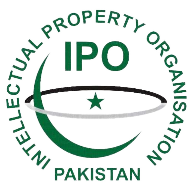 INTELLECTUAL PROPERTY ORGANISATION
IPO
PAKISTAN